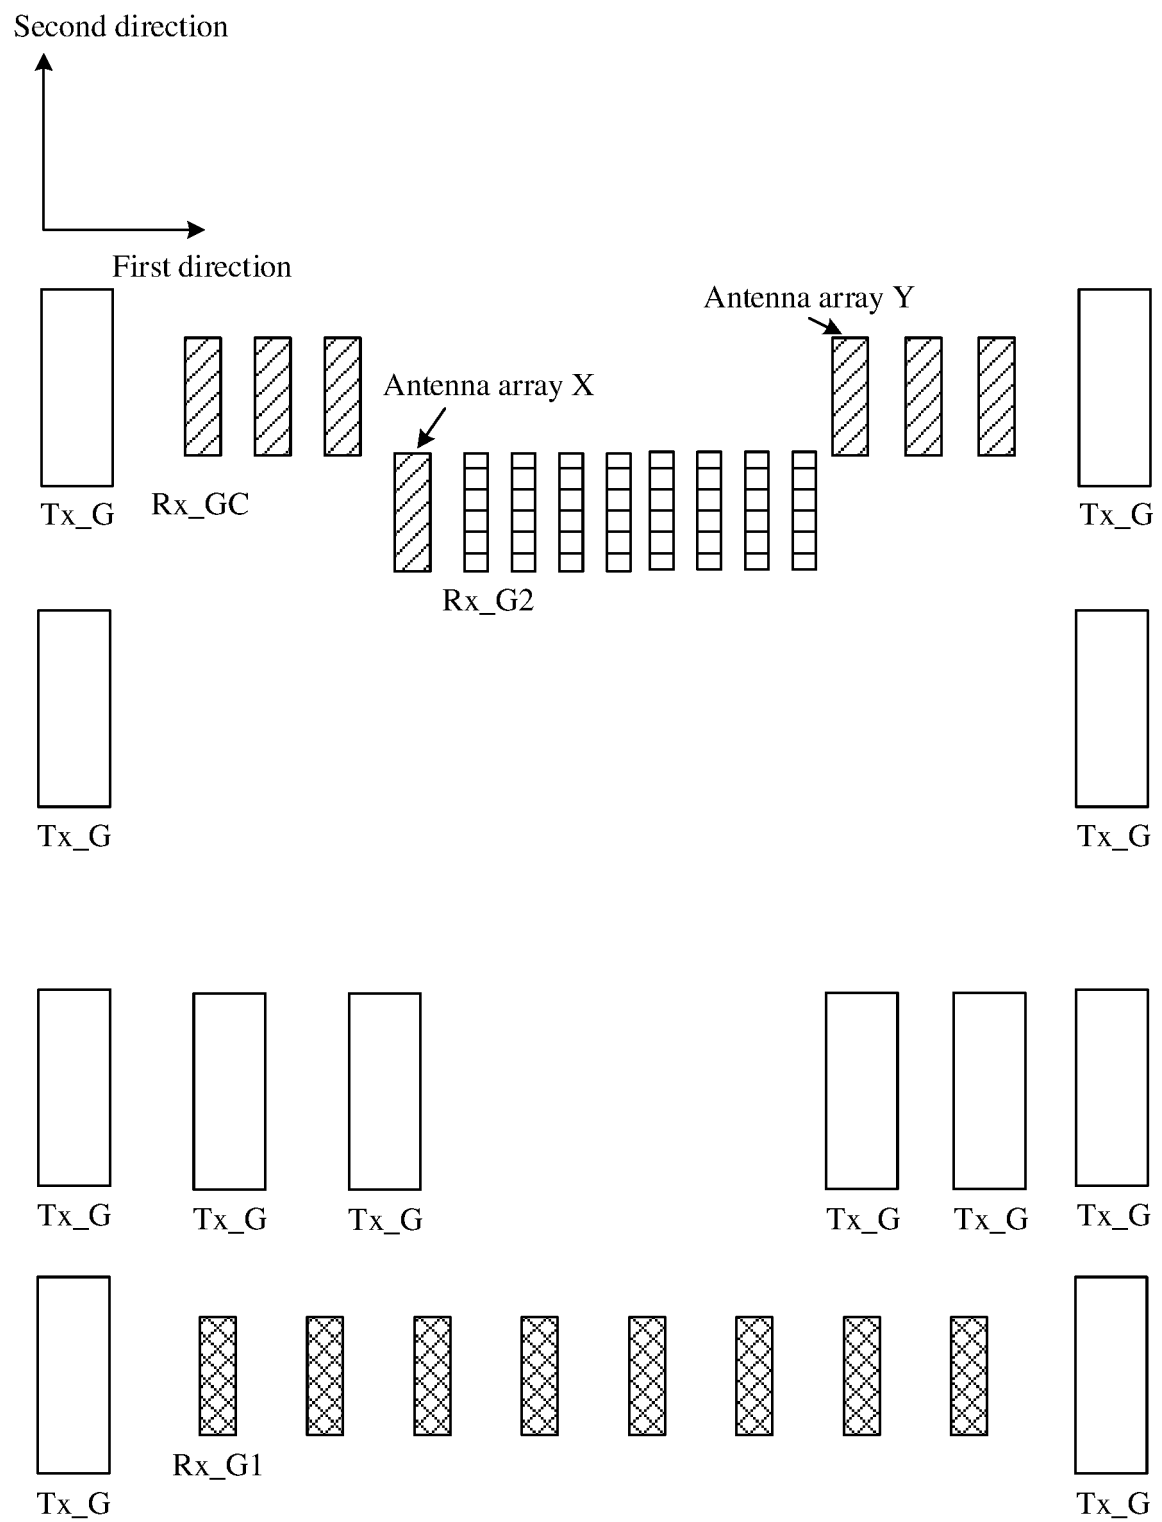 Second direction
First direction
Antenna array Y
Antenna array X
Rx_GC
Tx_G
Tx_G
Rx_G2
Tx_G
Tx_G
Tx_G
Tx_G
Tx_G
Tx_G
Tx_G
Tx_G
Rx_G1
Tx_G
Tx_G